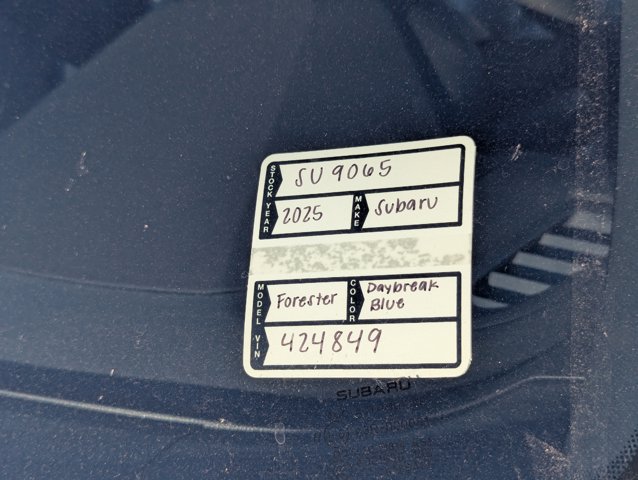 STOCK SU 9065
YEAR 2025 MAKE Subaru
MODEL Forester COLOR Daybreak
Blue
VIN 424849
SUBARU